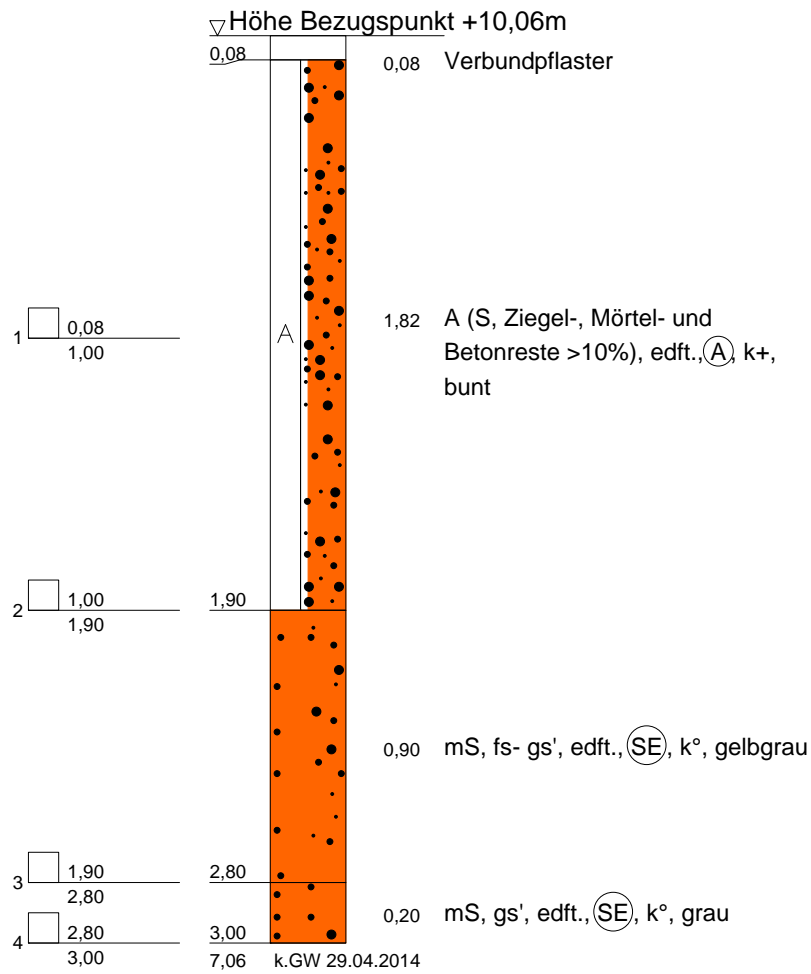 Höhe Bezugspunkt +10,06m
0,08
0,08 Verbundpflaster
1 0,08
1,00
A
1,82 A (S, Ziegel-, Mörtel- und
Betonreste >10%), edft., A, k+,
bunt
2 1,00
1,90
1,90
0,90 mS, fs- gs', edft., SE, k°, gelbgrau
3 1,90
2,80
2,80
0,20 mS, gs', edft., SE, k°, grau
4 2,80
3,00
3,00
7,06 k.GW 29.04.2014